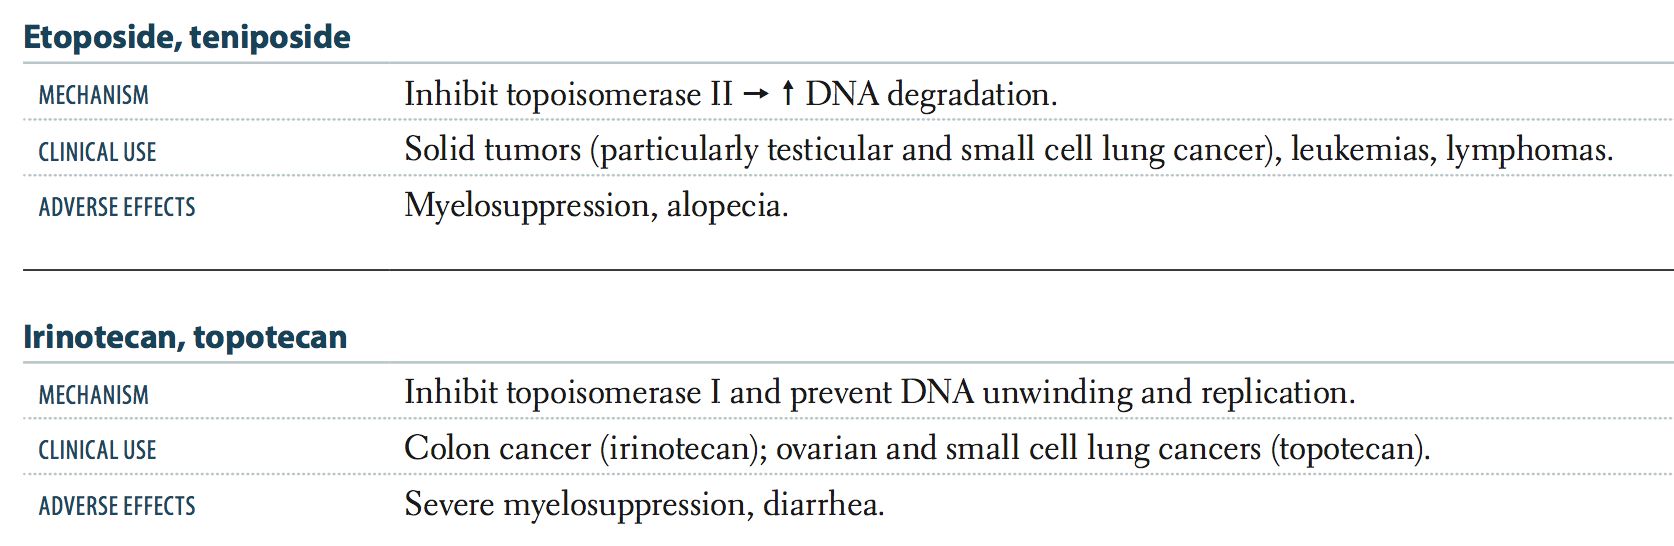 Etoposide, teniposide
MECHANISM Inhibit topoisomerase II → ↑ DNA degradation.
CLINICAL USE Solid tumors (particularly testicular and small cell lung cancer), leukemias, lymphomas.
ADVERSE EFFECTS Myelosuppression, alopecia.
Irinotecan, topotecan
MECHANISM Inhibit topoisomerase I and prevent DNA unwinding and replication.
CLINICAL USE Colon cancer (irinotecan); ovarian and small cell lung cancers (topotecan).
ADVERSE EFFECTS Severe myelosuppression, diarrhea.